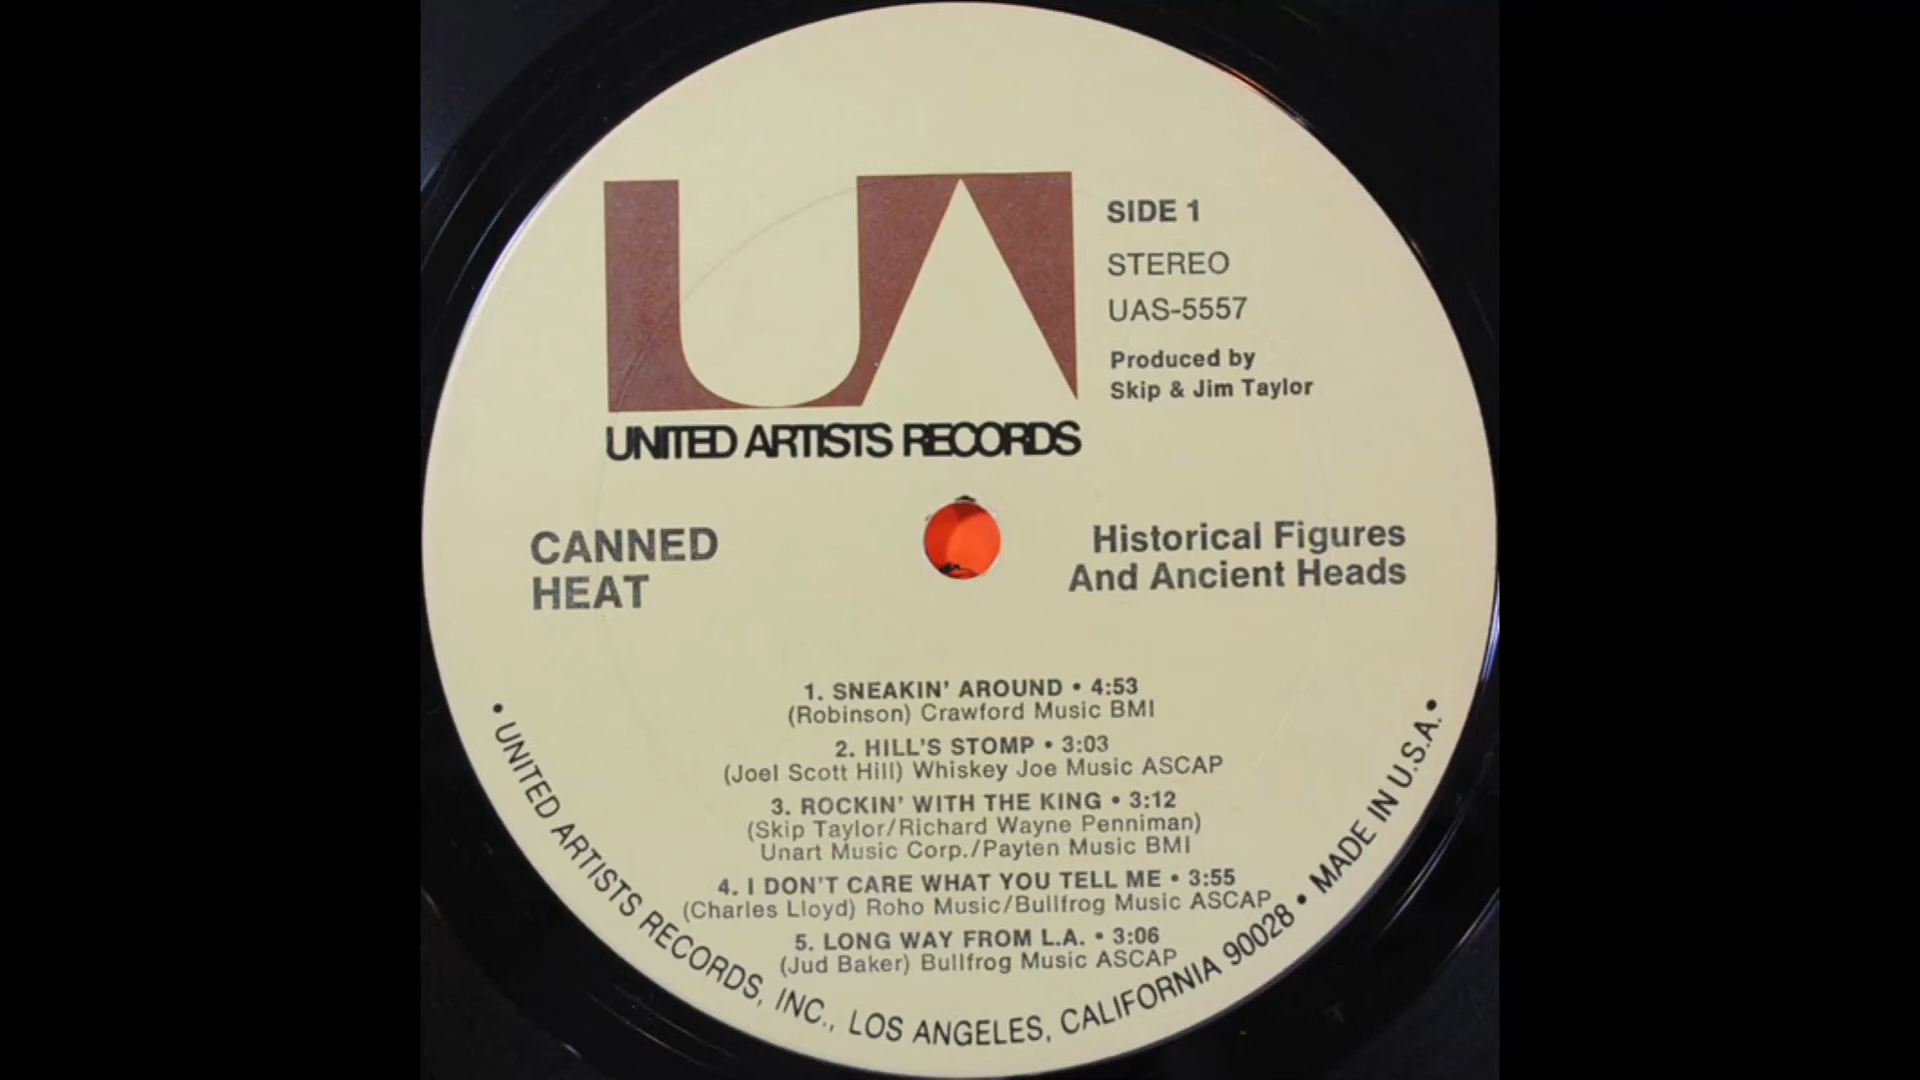 UA
UNITED ARTISTS RECORDS
SIDE 1
STEREO
UAS-5557
Produced by
Skip & Jim Taylor
CANNED
HEAT
Historical Figures
And Ancient Heads
1. SNEAKIN' AROUND • 4:53
(Robinson) Crawford Music BMI
2. HILL'S STOMP • 3:03
(Joel Scott Hill) Whiskey Joe Music ASCAP
3. ROCKIN' WITH THE KING • 3:12
(Skip Taylor/Richard Wayne Penniman)
Unart Music Corp./Payten Music BMI
4. I DON'T CARE WHAT YOU TELL ME • 3:55
(Charles Lloyd) Roho Music/Bullfrog Music ASCAP
5. LONG WAY FROM L.A. • 3:06
(Jud Baker) Bullfrog Music ASCAP
• UNITED ARTISTS RECORDS, INC., LOS ANGELES, CALIFORNIA 90028 • MADE IN U.S.A. •